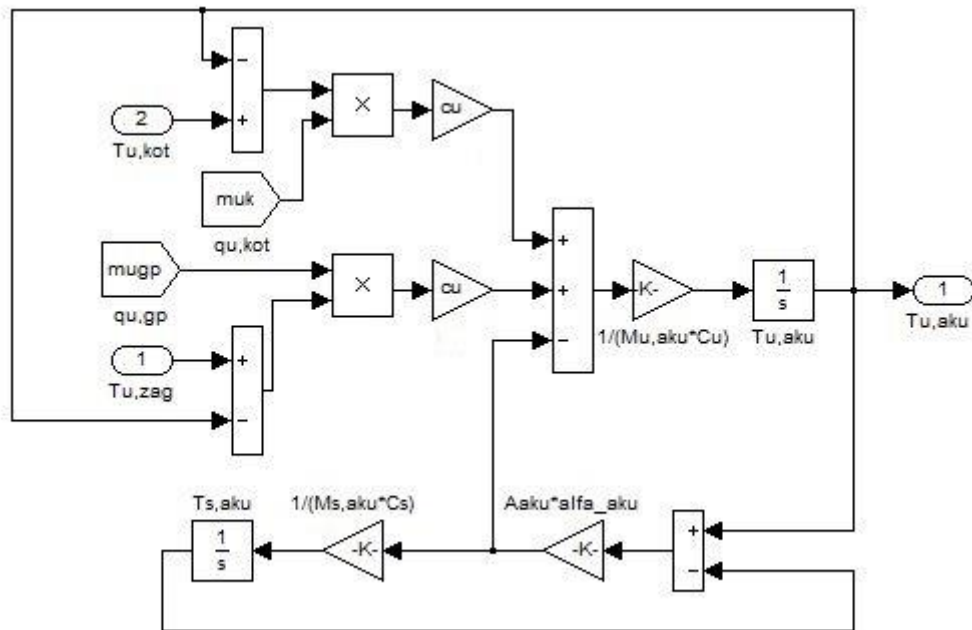 −
+
2
Tu,kot
×
cu
muk
qu,kot
mugp
qu,gp
×
cu
+
+
−
K-
1/(Mu,aku*Cu)
1
s
Tu,aku
1
Tu,aku
1
Tu,zag
+
−
Ts,aku
1
s
1/(Ms,aku*Cs)
-K-
Aaku*alfa_aku
-K-
+
−